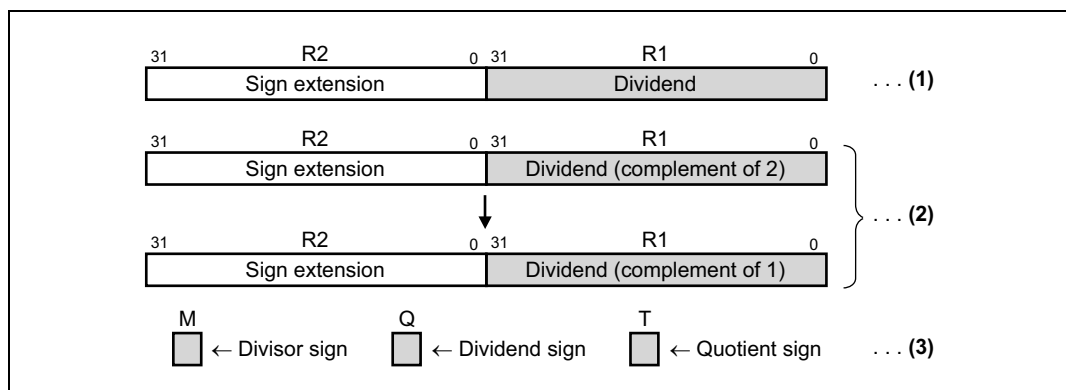 31 R2 0 31 R1 0
Sign extension Dividend . . . (1)
31 R2 0 31 R1 0
Sign extension Dividend (complement of 2)
. . . (2)
31 R2 0 31 R1 0
Sign extension Dividend (complement of 1)
M Q T
← Divisor sign ← Dividend sign ← Quotient sign . . . (3)